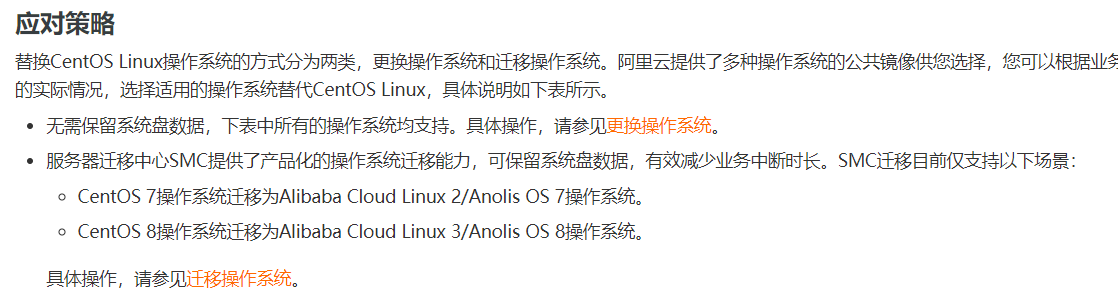 应对策略
替换CentOS Linux操作系统的方式分为两类，更换操作系统和迁移操作系统。阿里云提供了多种操作系统的公共镜像供您选择，您可以根据业务
的实际情况，选择适用的操作系统替代CentOS Linux，具体说明如下表所示。
• 无需保留系统盘数据，下表中所有的操作系统均支持。具体操作，请参见更换操作系统。
• 服务器迁移中心SMC提供了产品化的操作系统迁移能力，可保留系统盘数据，有效减少业务中断时长。SMC迁移目前仅支持以下场景：
○ CentOS 7操作系统迁移为Alibaba Cloud Linux 2/Anolis OS 7操作系统。
○ CentOS 8操作系统迁移为Alibaba Cloud Linux 3/Anolis OS 8操作系统。
具体操作，请参见迁移操作系统。